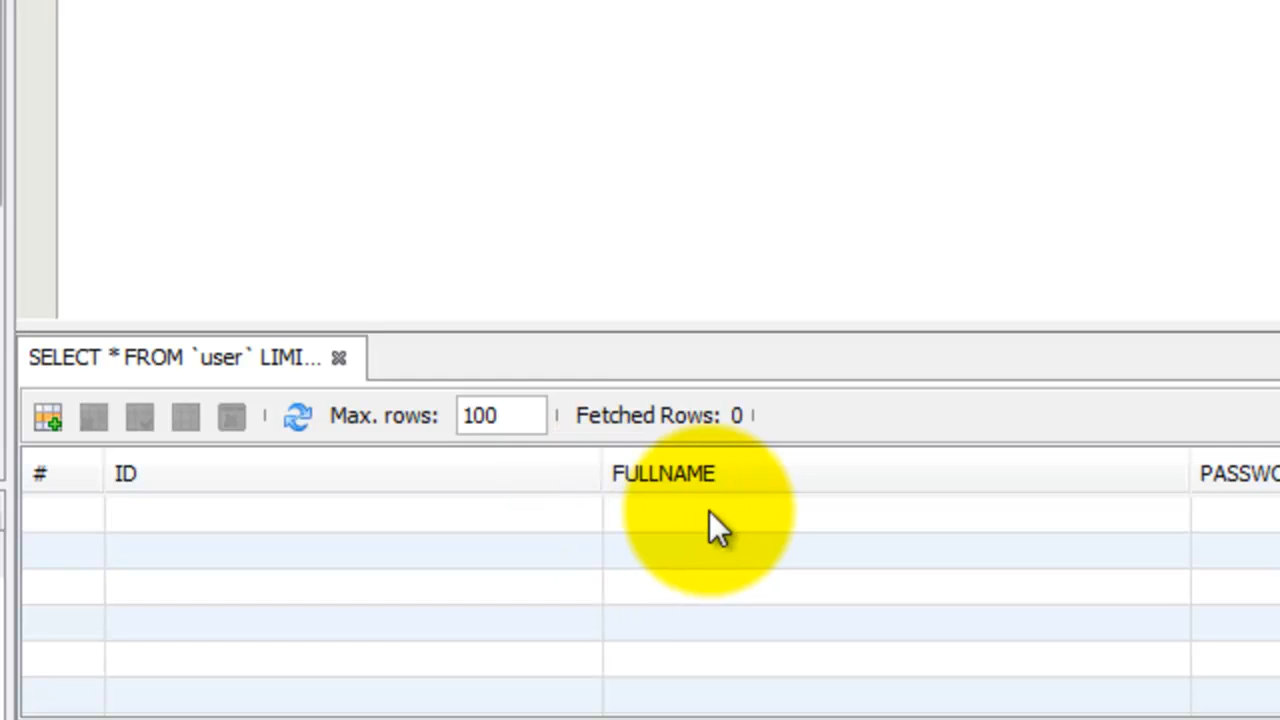 SELECT * FROM `user` LIMI...
Max. rows: 100 Fetched Rows: 0
# ID FULLNAME PASSWO